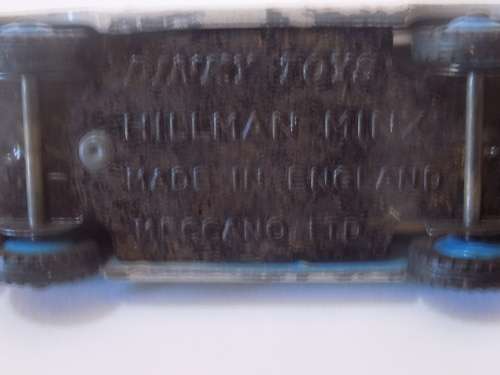 DINKY TOYS
HILLMAN MINX
MADE IN ENGLAND
MECCANO LTD